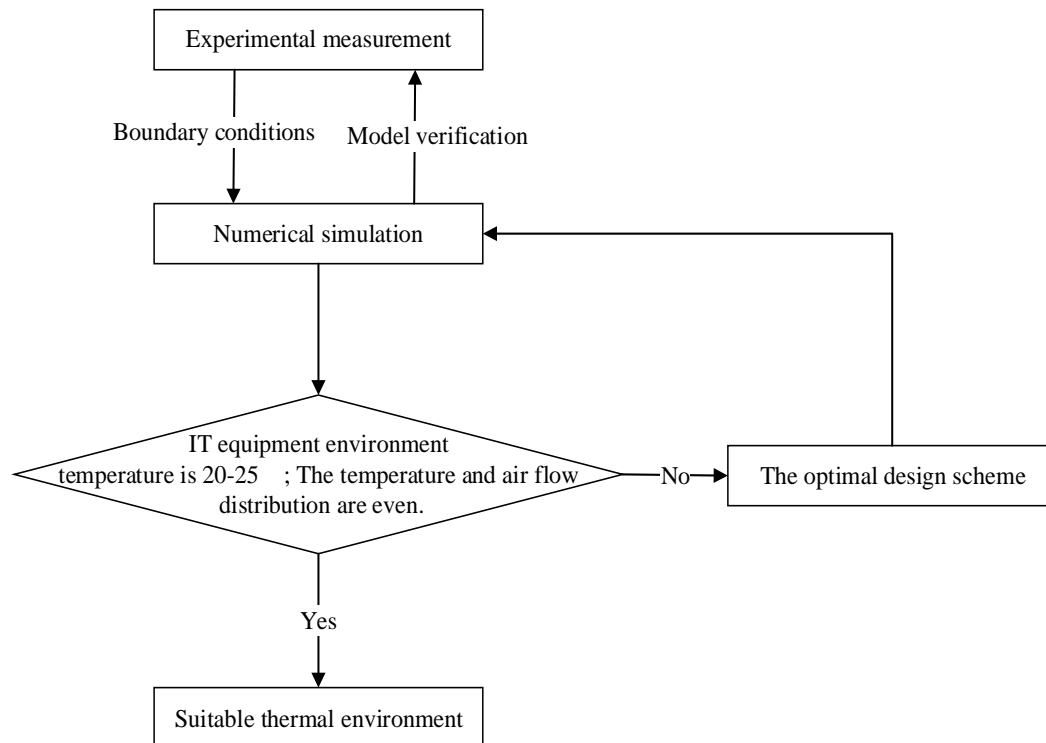 Experimental measurement
Boundary conditions
Model verification
Numerical simulation
IT equipment environment
temperature is 20-25 ; The temperature and air flow
distribution are even.
No
The optimal design scheme
Yes
Suitable thermal environment